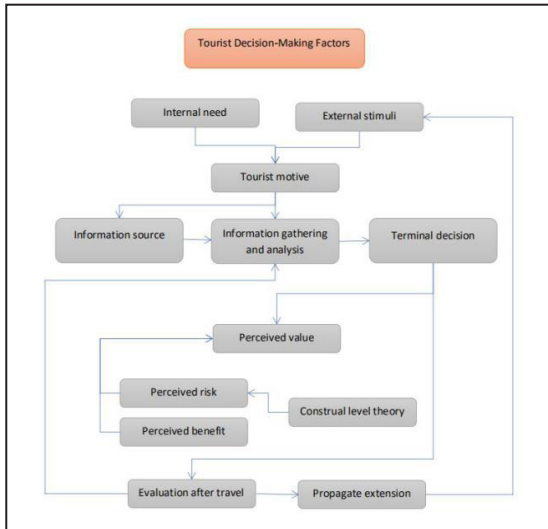 Tourist Decision-Making Factors
Internal need
External stimuli
Tourist motive
Information source
Information gathering
and analysis
Terminal decision
Perceived value
Perceived risk
Construal level theory
Perceived benefit
Evaluation after travel
Propagate extension